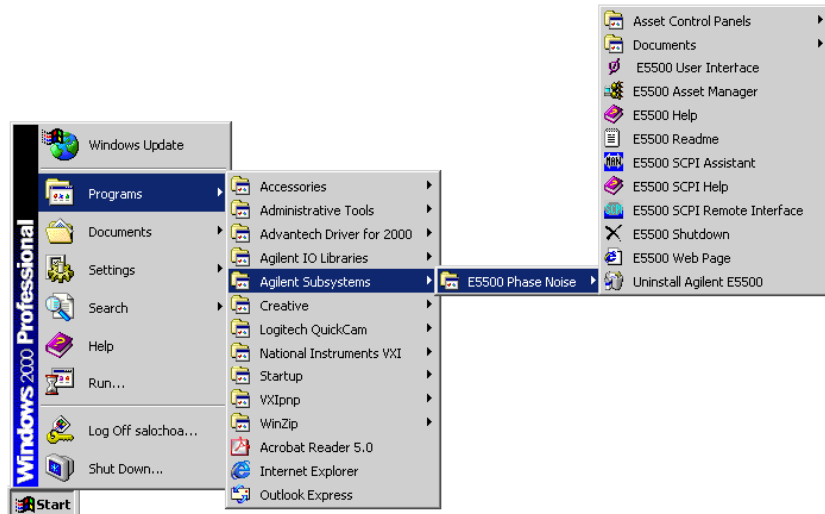 Windows 2000 Professional
Windows Update
Programs
Documents
Settings
Search
Help
Run...
Log Off salochoa...
Shut Down...
Start
Accessories
Administrative Tools
Advantech Driver for 2000
Agilent IO Libraries
Agilent Subsystems
Creative
Logitech QuickCam
National Instruments VXI
Startup
VXIpnp
WinZip
Acrobat Reader 5.0
Internet Explorer
Outlook Express
E5500 Phase Noise
Asset Control Panels
Documents
E5500 User Interface
E5500 Asset Manager
E5500 Help
E5500 Readme
E5500 SCPI Assistant
E5500 SCPI Help
E5500 SCPI Remote Interface
E5500 Shutdown
E5500 Web Page
Uninstall Agilent E5500